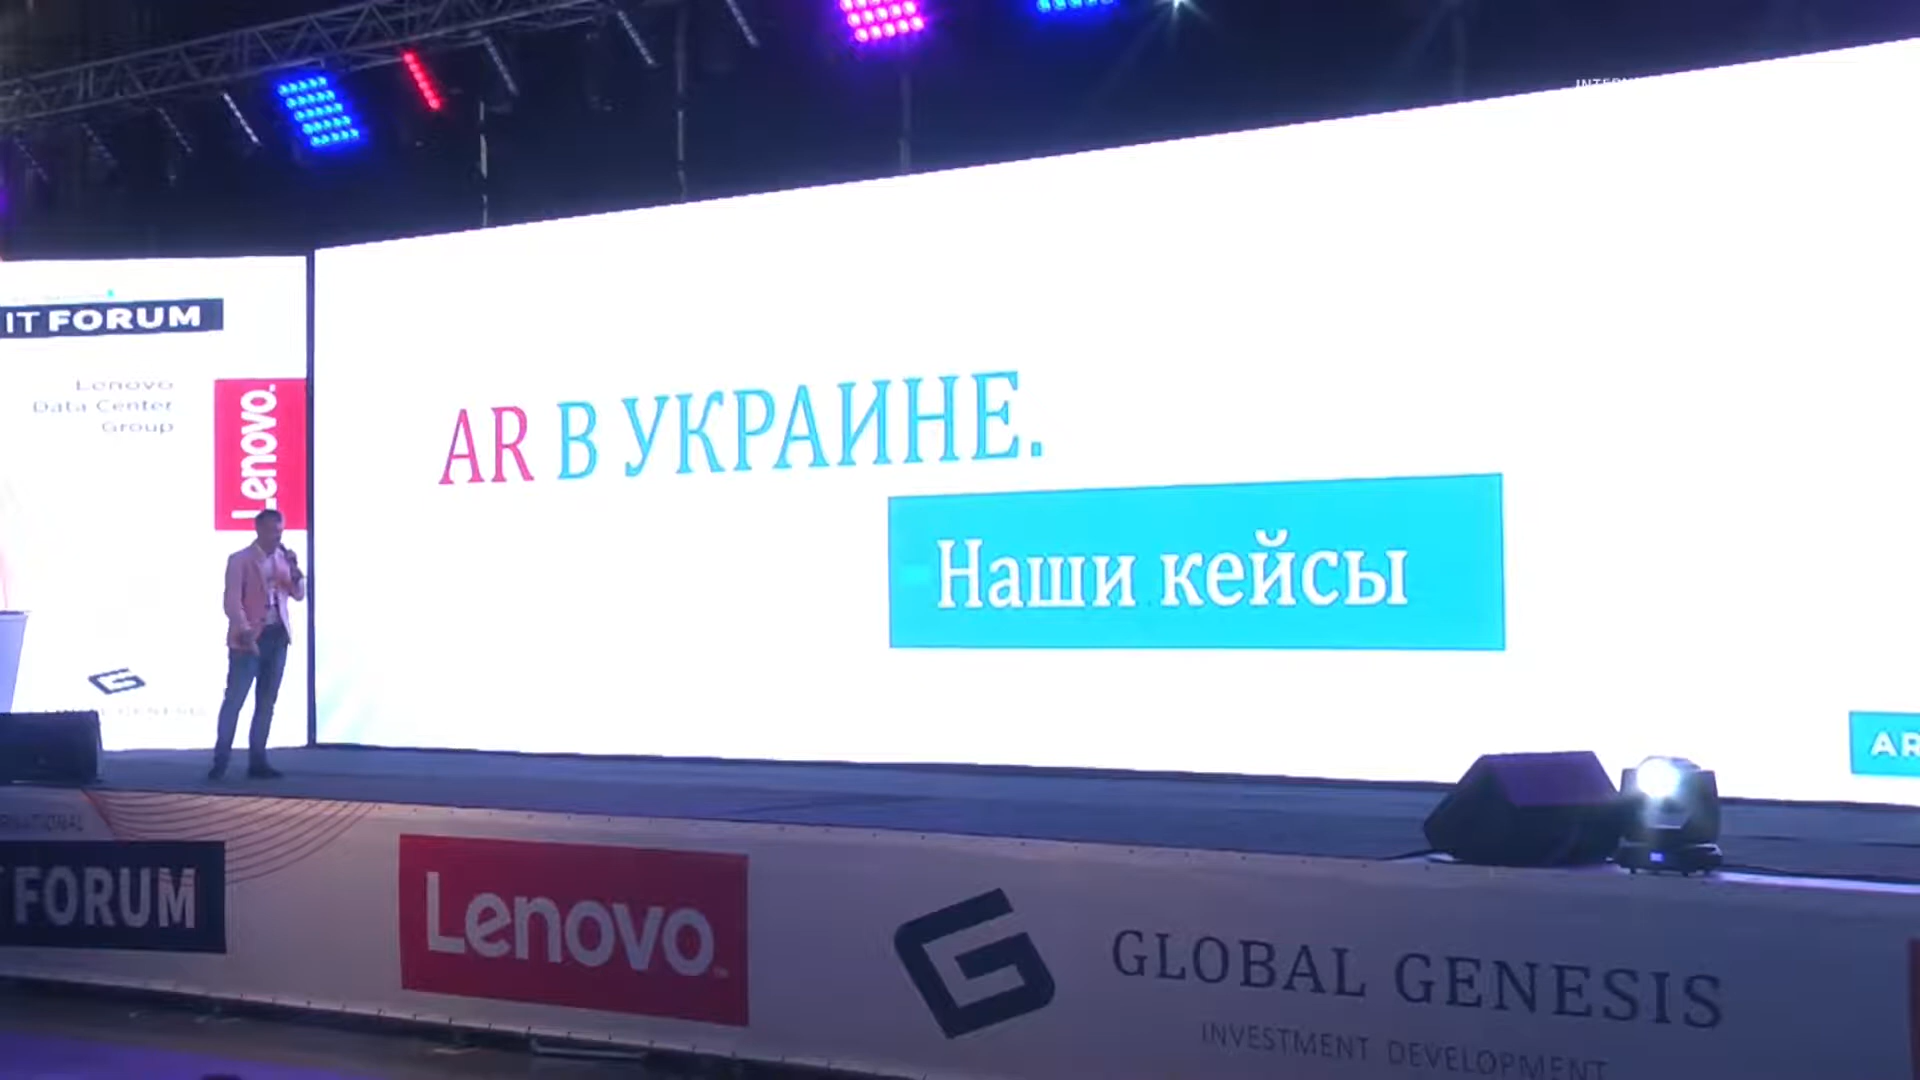 IT FORUM
Lenovo
Data Center
Group
Lenovo.
AR В УКРАИНЕ.
Наши кейсы
AR
FORUM
Lenovo
GLOBAL GENESIS
INVESTMENT DEVELOPMENT